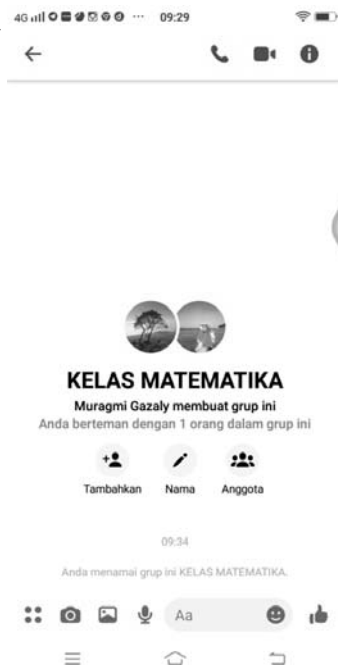 4G ... 09:29
KELAS MATEMATIKA
Muragmi Gazaly membuat grup ini
Anda berteman dengan 1 orang dalam grup ini
Tambahkan Nama Anggota
09:34
Anda menamai grup ini KELAS MATEMATIKA.
Aa